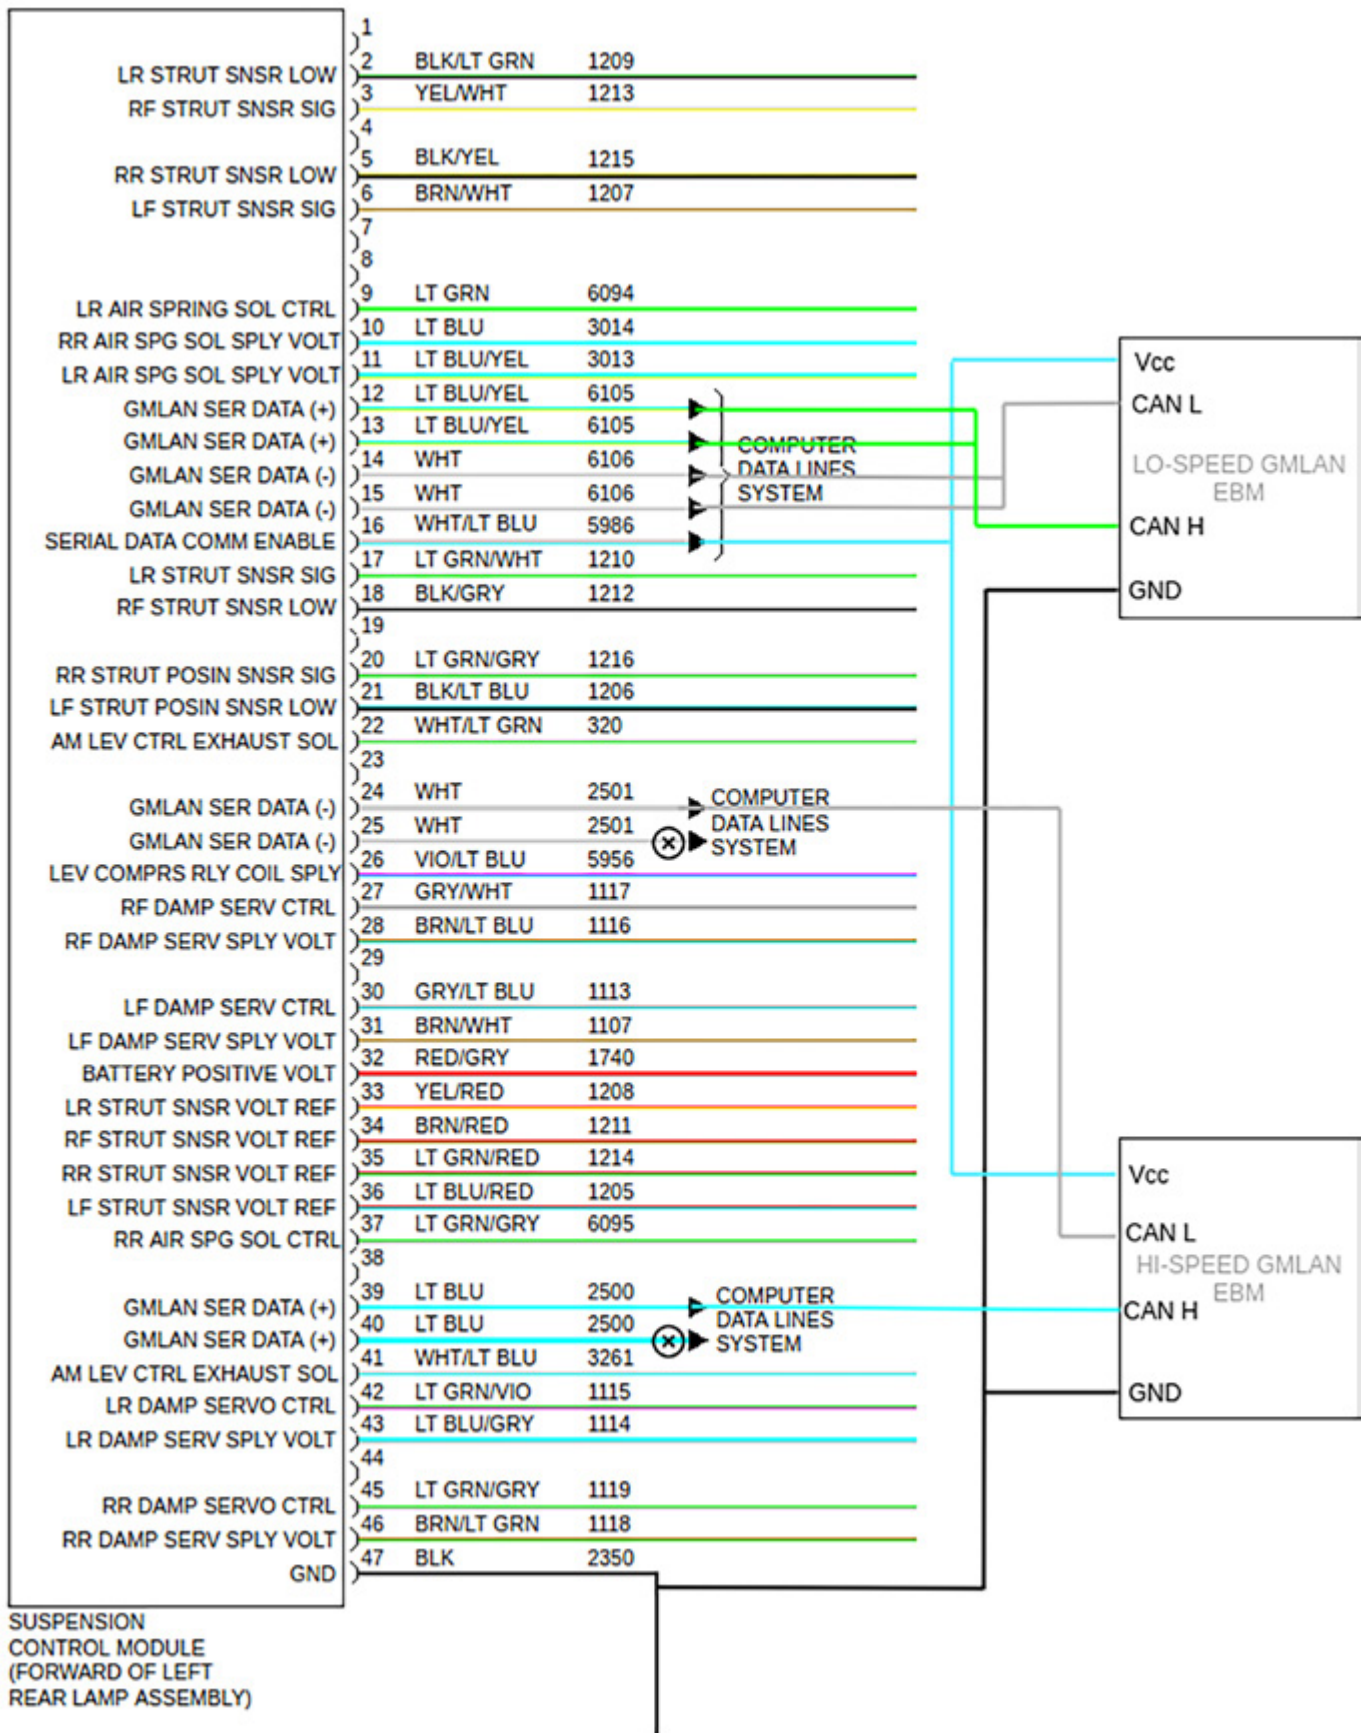 1
2 BLK/LT GRN 1209
LR STRUT SNSR LOW
3 YEL/WHT 1213
RF STRUT SNSR SIG
4
5 BLK/YEL 1215
RR STRUT SNSR LOW
6 BRN/WHT 1207
LF STRUT SNSR SIG
7
8
9 LT GRN 6094
LR AIR SPRING SOL CTRL
10 LT BLU 3014
RR AIR SPG SOL SPLY VOLT
11 LT BLU/YEL 3013
LR AIR SPG SOL SPLY VOLT
12 LT BLU/YEL 6105
GMLAN SER DATA (+)
13 LT BLU/YEL 6105
GMLAN SER DATA (+)
14 WHT 6106
GMLAN SER DATA (-)
15 WHT 6106
GMLAN SER DATA (-)
16 WHT/LT BLU 5986
SERIAL DATA COMM ENABLE
COMPUTER
DATA LINES
SYSTEM
17 LT GRN/WHT 1210
LR STRUT SNSR SIG
18 BLK/GRY 1212
RF STRUT SNSR LOW
19
20 LT GRN/GRY 1216
RR STRUT POSIN SNSR SIG
21 BLK/LT BLU 1206
LF STRUT POSIN SNSR LOW
22 WHT/LT GRN 320
AM LEV CTRL EXHAUST SOL
23
24 WHT 2501
GMLAN SER DATA (-)
25 WHT 2501
GMLAN SER DATA (-)
COMPUTER
DATA LINES
SYSTEM
26 VIO/LT BLU 5956
LEV COMPRS RLY COIL SPLY
27 GRY/WHT 1117
RF DAMP SERV CTRL
28 BRN/LT BLU 1116
RF DAMP SERV SPLY VOLT
29
30 GRY/LT BLU 1113
LF DAMP SERV CTRL
31 BRN/WHT 1107
LF DAMP SERV SPLY VOLT
32 RED/GRY 1740
BATTERY POSITIVE VOLT
33 YEL/RED 1208
LR STRUT SNSR VOLT REF
34 BRN/RED 1211
RF STRUT SNSR VOLT REF
35 LT GRN/RED 1214
RR STRUT SNSR VOLT REF
36 LT BLU/RED 1205
LF STRUT SNSR VOLT REF
37 LT GRN/GRY 6095
RR AIR SPG SOL CTRL
38
39 LT BLU 2500
GMLAN SER DATA (+)
40 LT BLU 2500
GMLAN SER DATA (+)
COMPUTER
DATA LINES
SYSTEM
41 WHT/LT BLU 3261
AM LEV CTRL EXHAUST SOL
42 LT GRN/VIO 1115
LR DAMP SERVO CTRL
43 LT BLU/GRY 1114
LR DAMP SERV SPLY VOLT
44
45 LT GRN/GRY 1119
RR DAMP SERVO CTRL
46 BRN/LT GRN 1118
RR DAMP SERV SPLY VOLT
47 BLK 2350
GND
SUSPENSION
CONTROL MODULE
(FORWARD OF LEFT
REAR LAMP ASSEMBLY)
Vcc
CAN L
LO-SPEED GMLAN
EBM
CAN H
GND
Vcc
CAN L
HI-SPEED GMLAN
EBM
CAN H
GND